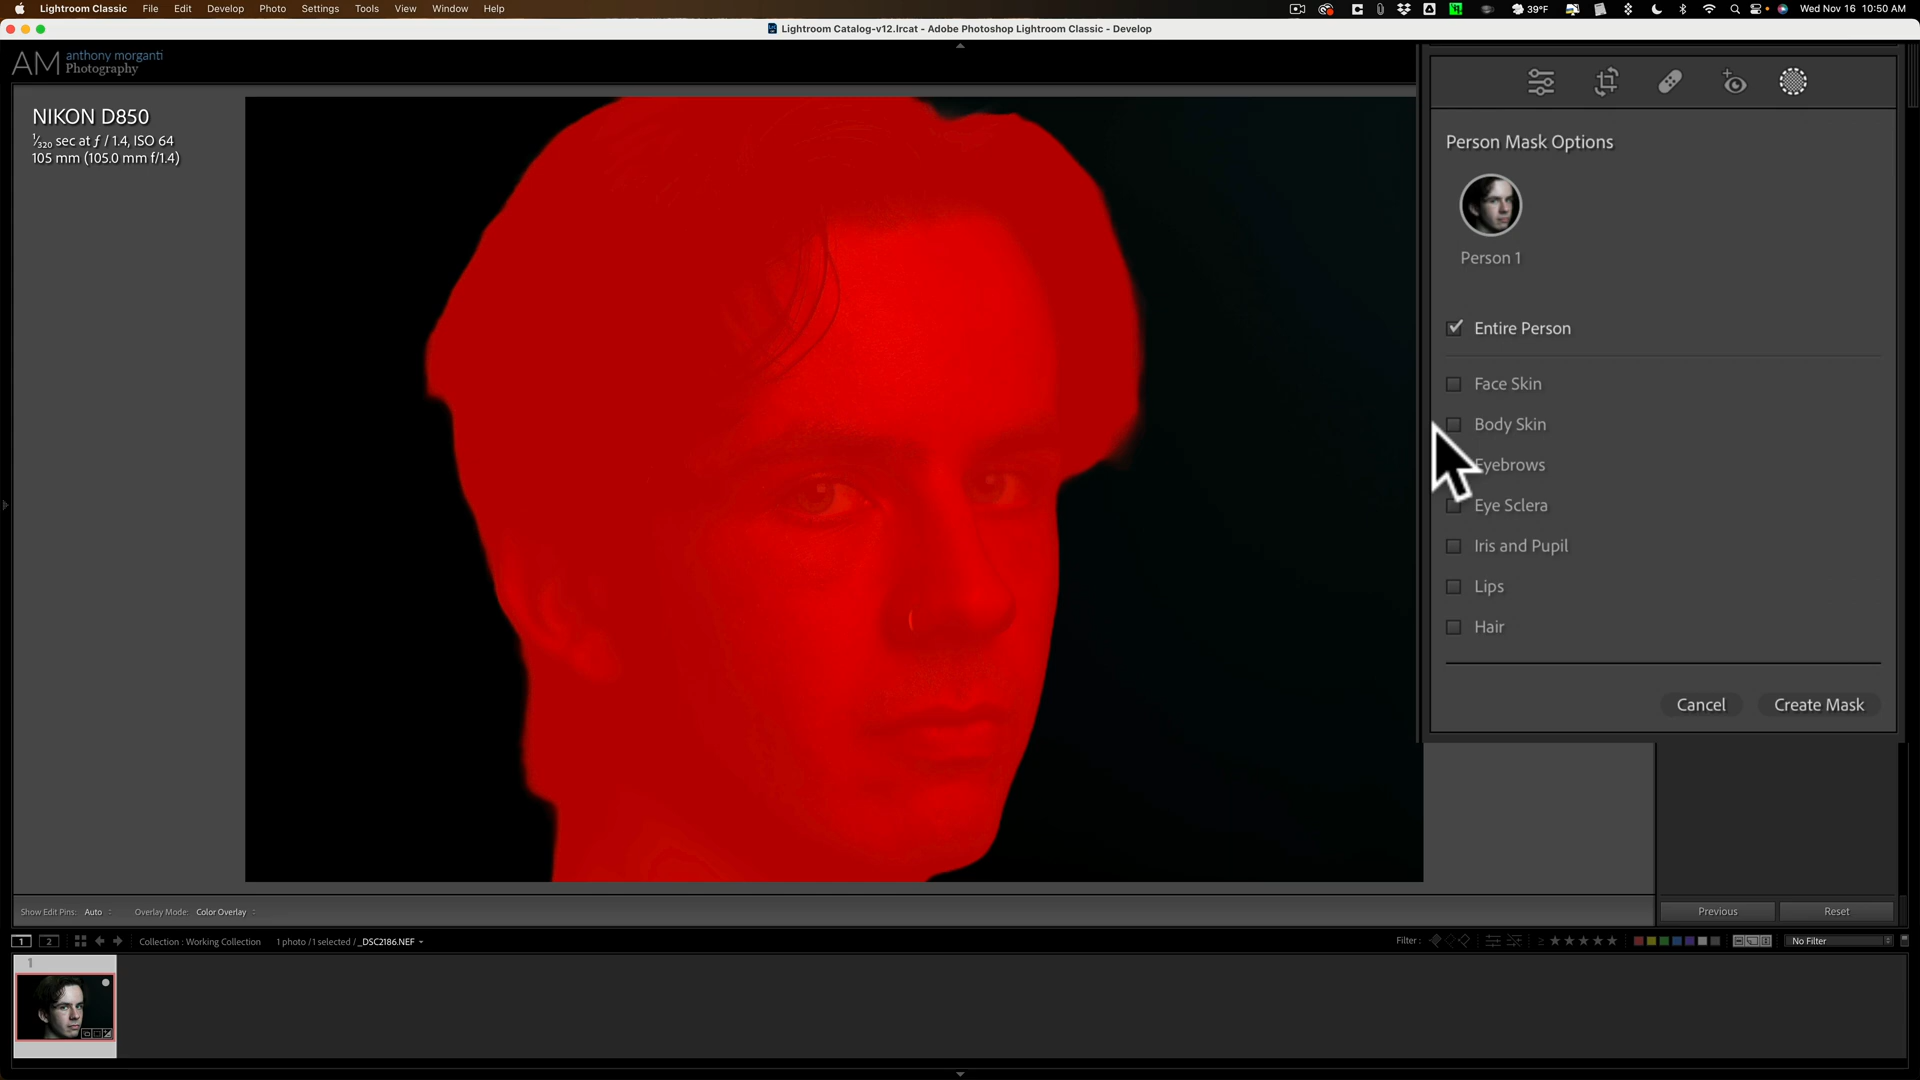 Lightroom Classic File Edit Develop Photo Settings Tools View Window Help 39°F Wed Nov 16 10:50 AM
Lightroom Catalog-v12.lrcat - Adobe Photoshop Lightroom Classic - Develop
AM anthony morganti
Photography
NIKON D850
1/320 sec at ƒ / 1.4, ISO 64
105 mm (105.0 mm f/1.4)
Person Mask Options
Person 1
Entire Person
Face Skin
Body Skin
Eyebrows
Eye Sclera
Iris and Pupil
Lips
Hair
Cancel Create Mask
Show Edit Pins: Auto Overlay Mode: Color Overlay
Previous Reset
1 2 Collection : Working Collection 1 photo / 1 selected / _DSC2186.NEF Filter : No Filter
1